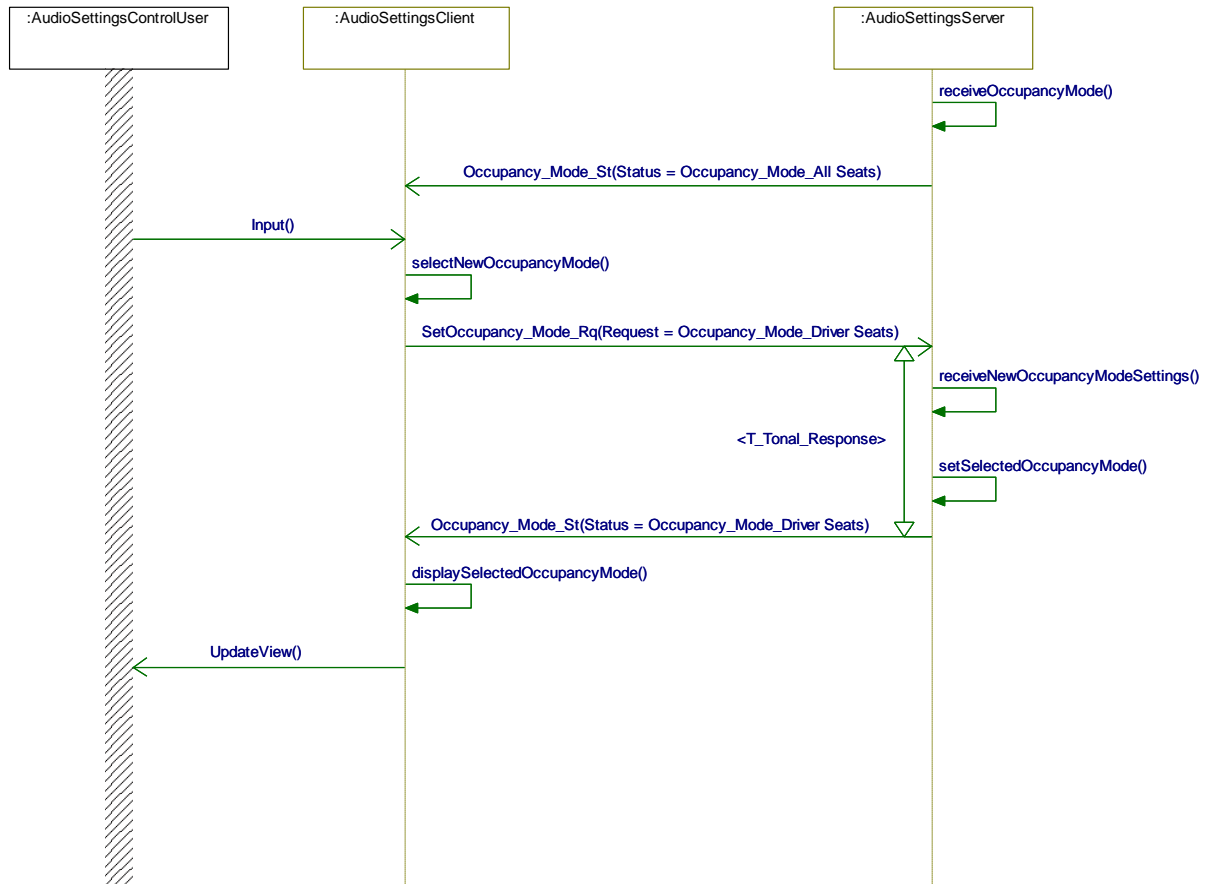 :AudioSettingsControlUser
:AudioSettingsClient
:AudioSettingsServer
receiveOccupancyMode()
Occupancy_Mode_St(Status = Occupancy_Mode_All Seats)
Input()
selectNewOccupancyMode()
SetOccupancy_Mode_Rq(Request = Occupancy_Mode_Driver Seats)
receiveNewOccupancyModeSettings()
<T_Tonal_Response>
setSelectedOccupancyMode()
Occupancy_Mode_St(Status = Occupancy_Mode_Driver Seats)
displaySelectedOccupancyMode()
UpdateView()